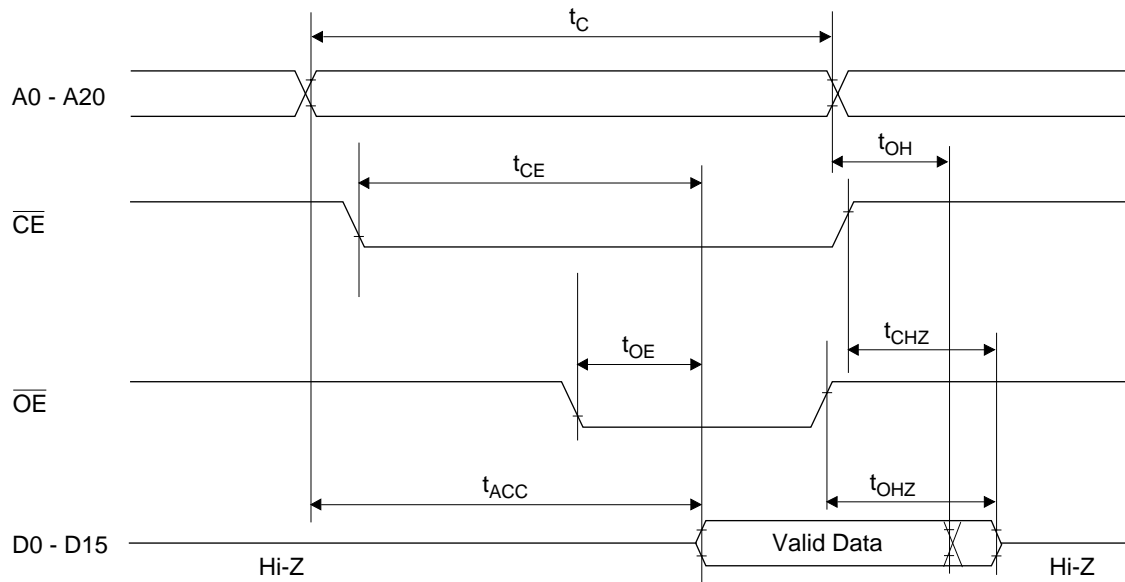 tC
A0 - A20
tOH
tCE
CE
tCHZ
tOE
OE
tACC
tOHZ
D0 - D15
Valid Data
Hi-Z
Hi-Z